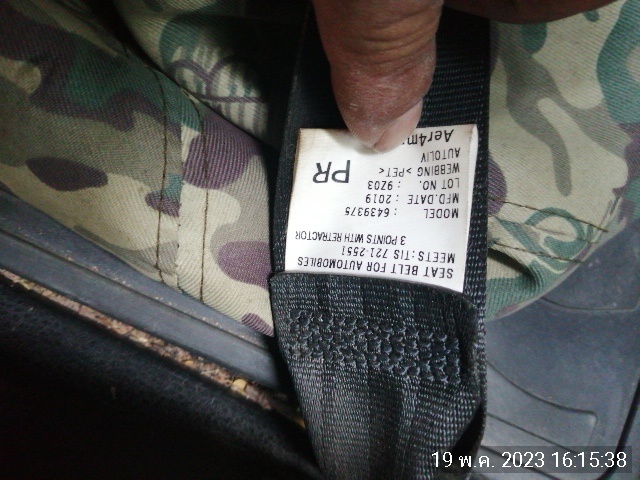 SEAT BELT FOR AUTOMOBILES
MEETS:TIS 721-2551
3 POINTS WITH RETRACTOR
MODEL : 6439375
MFD.DATE : 2019
LOT NO. : 9Z03
WEBBING >PET<
AUTOLIV
PR
19 พ.ค. 2023 16:15:38